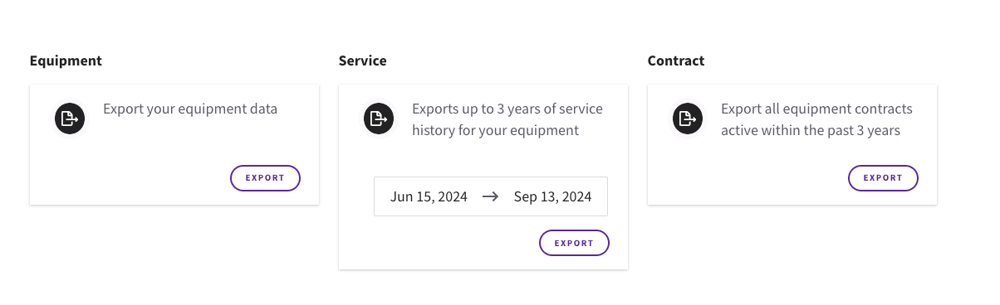 Equipment
Export your equipment data
EXPORT
Service
Exports up to 3 years of service
history for your equipment
Jun 15, 2024 → Sep 13, 2024
EXPORT
Contract
Export all equipment contracts
active within the past 3 years
EXPORT